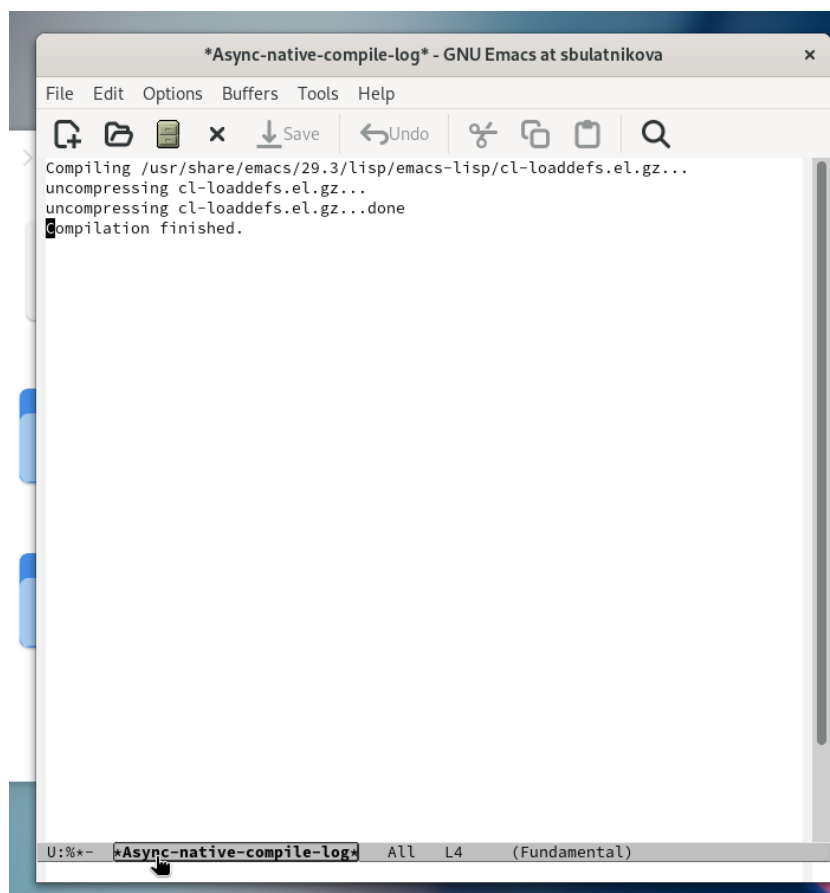 *Async-native-compile-log* - GNU Emacs at sbulatnikova
File Edit Options Buffers Tools Help
Save Undo
Compiling /usr/share/emacs/29.3/lisp/emacs-lisp/cl-loaddefs.el.gz...
uncompressing cl-loaddefs.el.gz...
uncompressing cl-loaddefs.el.gz...done
Compilation finished.
U:%*- *Async-native-compile-log* All L4 (Fundamental)